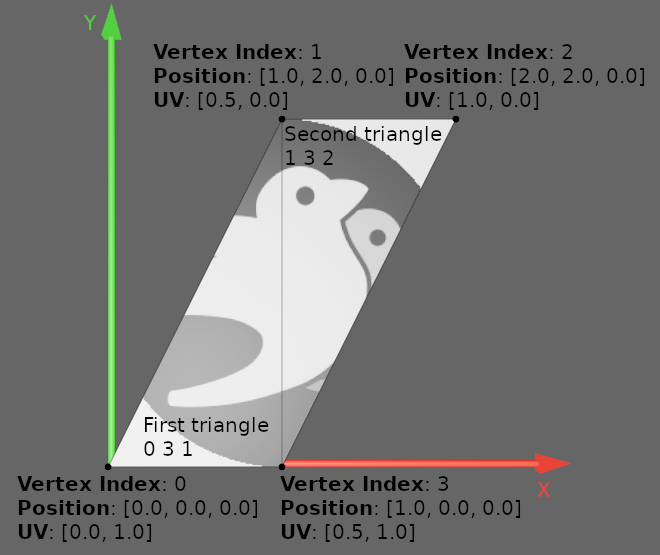 Y
Vertex Index: 1
Position: [1.0, 2.0, 0.0]
UV: [0.5, 0.0]
Vertex Index: 2
Position: [2.0, 2.0, 0.0]
UV: [1.0, 0.0]
Second triangle
1 3 2
First triangle
0 3 1
Vertex Index: 0
Position: [0.0, 0.0, 0.0]
UV: [0.0, 1.0]
Vertex Index: 3
Position: [1.0, 0.0, 0.0]
UV: [0.5, 1.0]
X